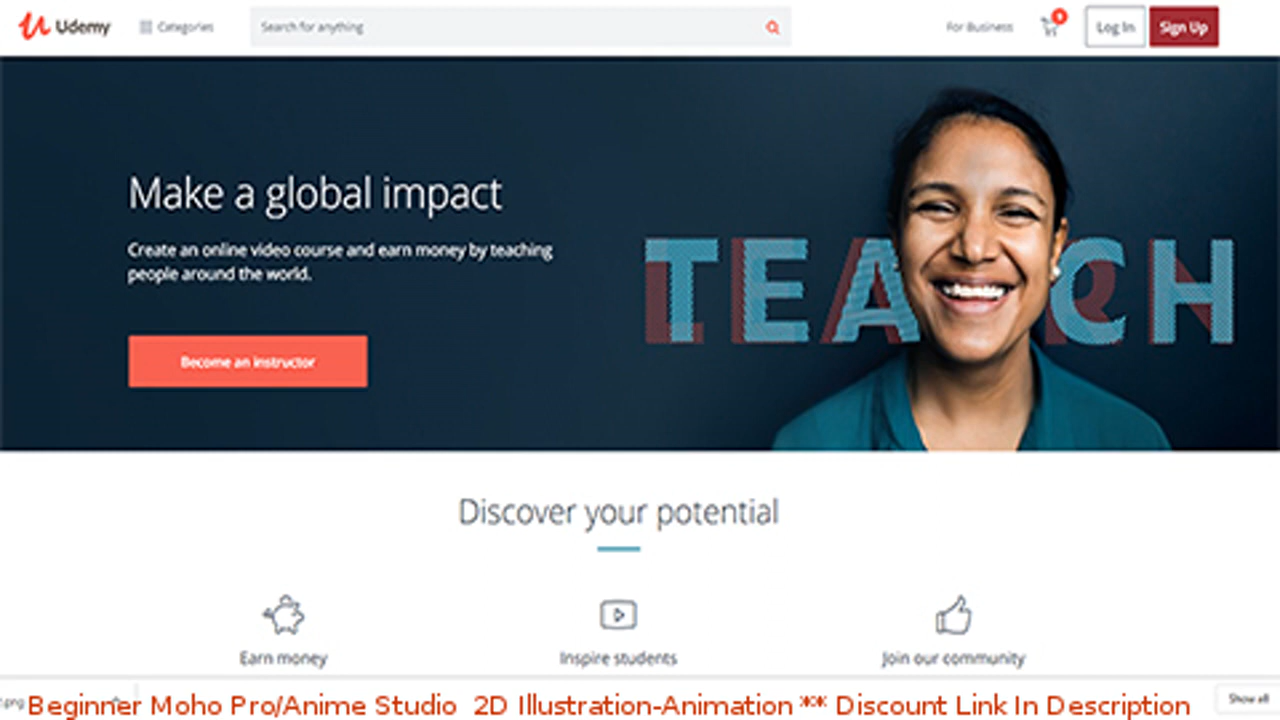 Udemy
Categories
Search for anything
For Business
Log In
Sign Up
Make a global impact
Create an online video course and earn money by teaching
people around the world.
Become an instructor
TEACH
Discover your potential
Earn money
Inspire students
Join our community
.png
Show all
Beginner Moho Pro/Anime Studio 2D Illustration-Animation ** Discount Link In Description